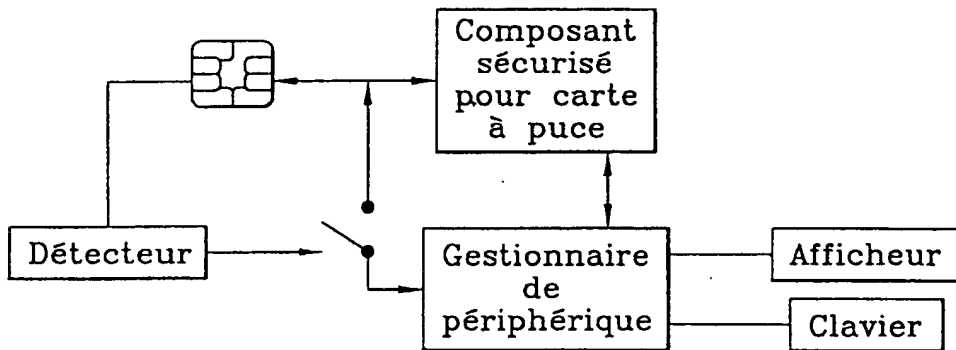 Composant
sécurisé
pour carte
à puce
Détecteur
Gestionnaire
de
périphérique
Afficheur
Clavier